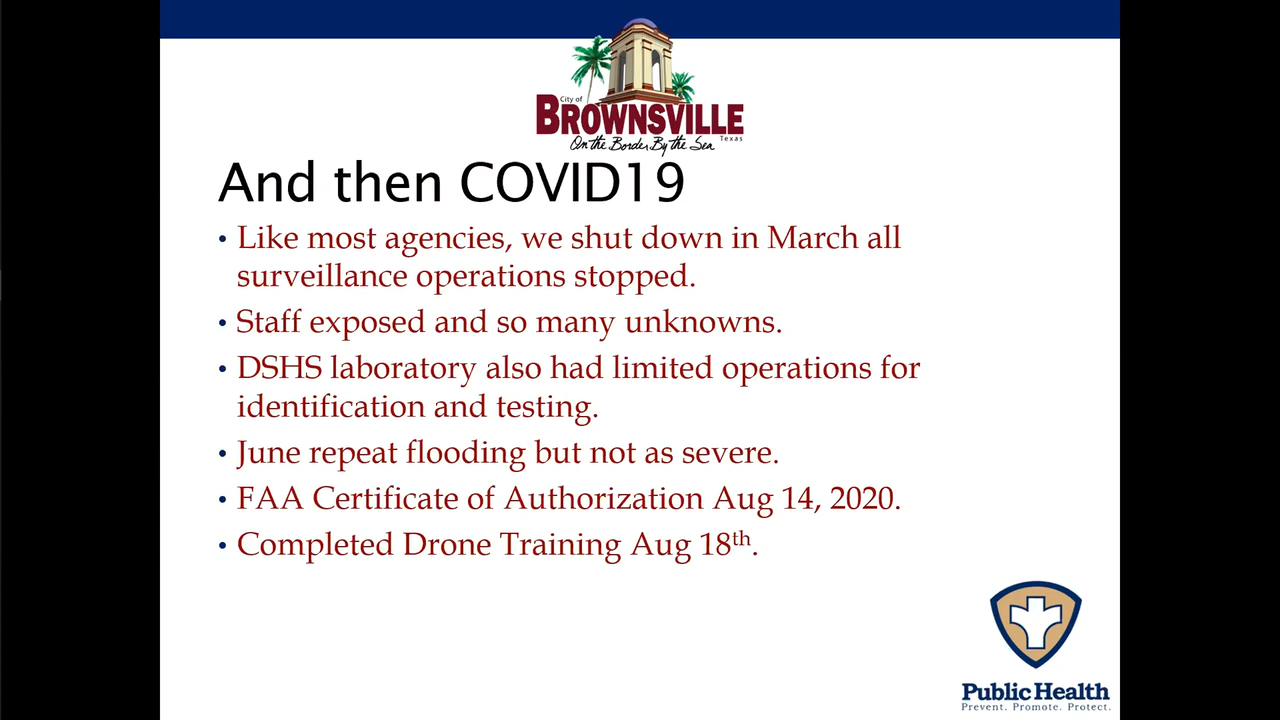 City of
BROWNSVILLE
Texas
On the Border By the Sea
And then COVID19
• Like most agencies, we shut down in March all
surveillance operations stopped.
• Staff exposed and so many unknowns.
• DSHS laboratory also had limited operations for
identification and testing.
• June repeat flooding but not as severe.
• FAA Certificate of Authorization Aug 14, 2020.
• Completed Drone Training Aug 18th.
Public Health
Prevent. Promote. Protect.